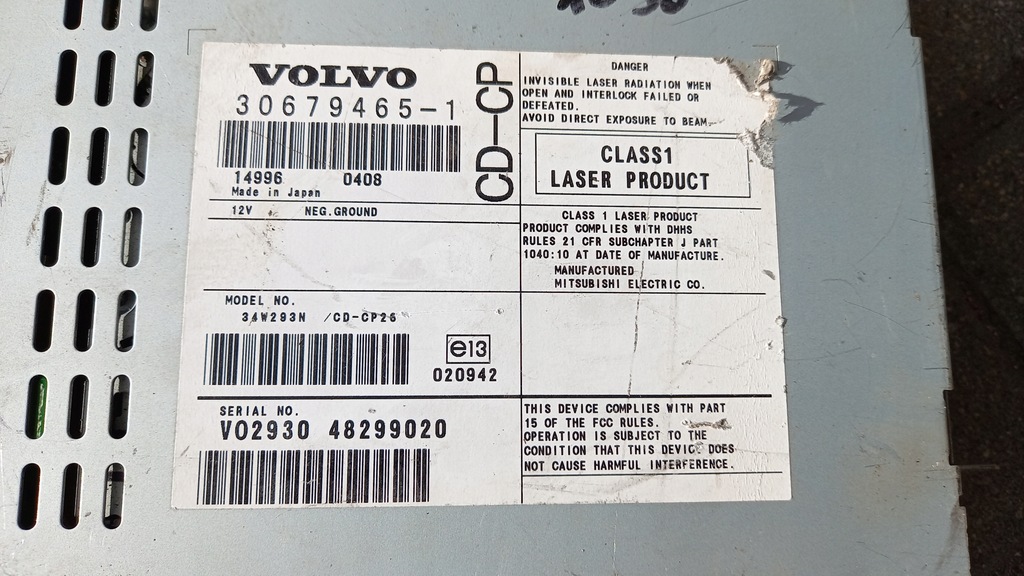 VOLVO
30679465-1
14996 0408
Made in Japan
CD-CP
12V NEG.GROUND
MODEL NO.
34W293N /CD-CP26
e13
020942
SERIAL NO.
VO2930 48299020
DANGER
INVISIBLE LASER RADIATION WHEN
OPEN AND INTERLOCK FAILED OR
DEFEATED.
AVOID DIRECT EXPOSURE TO BEAM.
CLASS1
LASER PRODUCT
CLASS 1 LASER PRODUCT
PRODUCT COMPLIES WITH DHHS
RULES 21 CFR SUBCHAPTER J PART
1040:10 AT DATE OF MANUFACTURE.
MANUFACTURED
MITSUBISHI ELECTRIC CO.
THIS DEVICE COMPLIES WITH PART
15 OF THE FCC RULES.
OPERATION IS SUBJECT TO THE
CONDITION THAT THIS DEVICE DOES
NOT CAUSE HARMFUL INTERFERENCE.